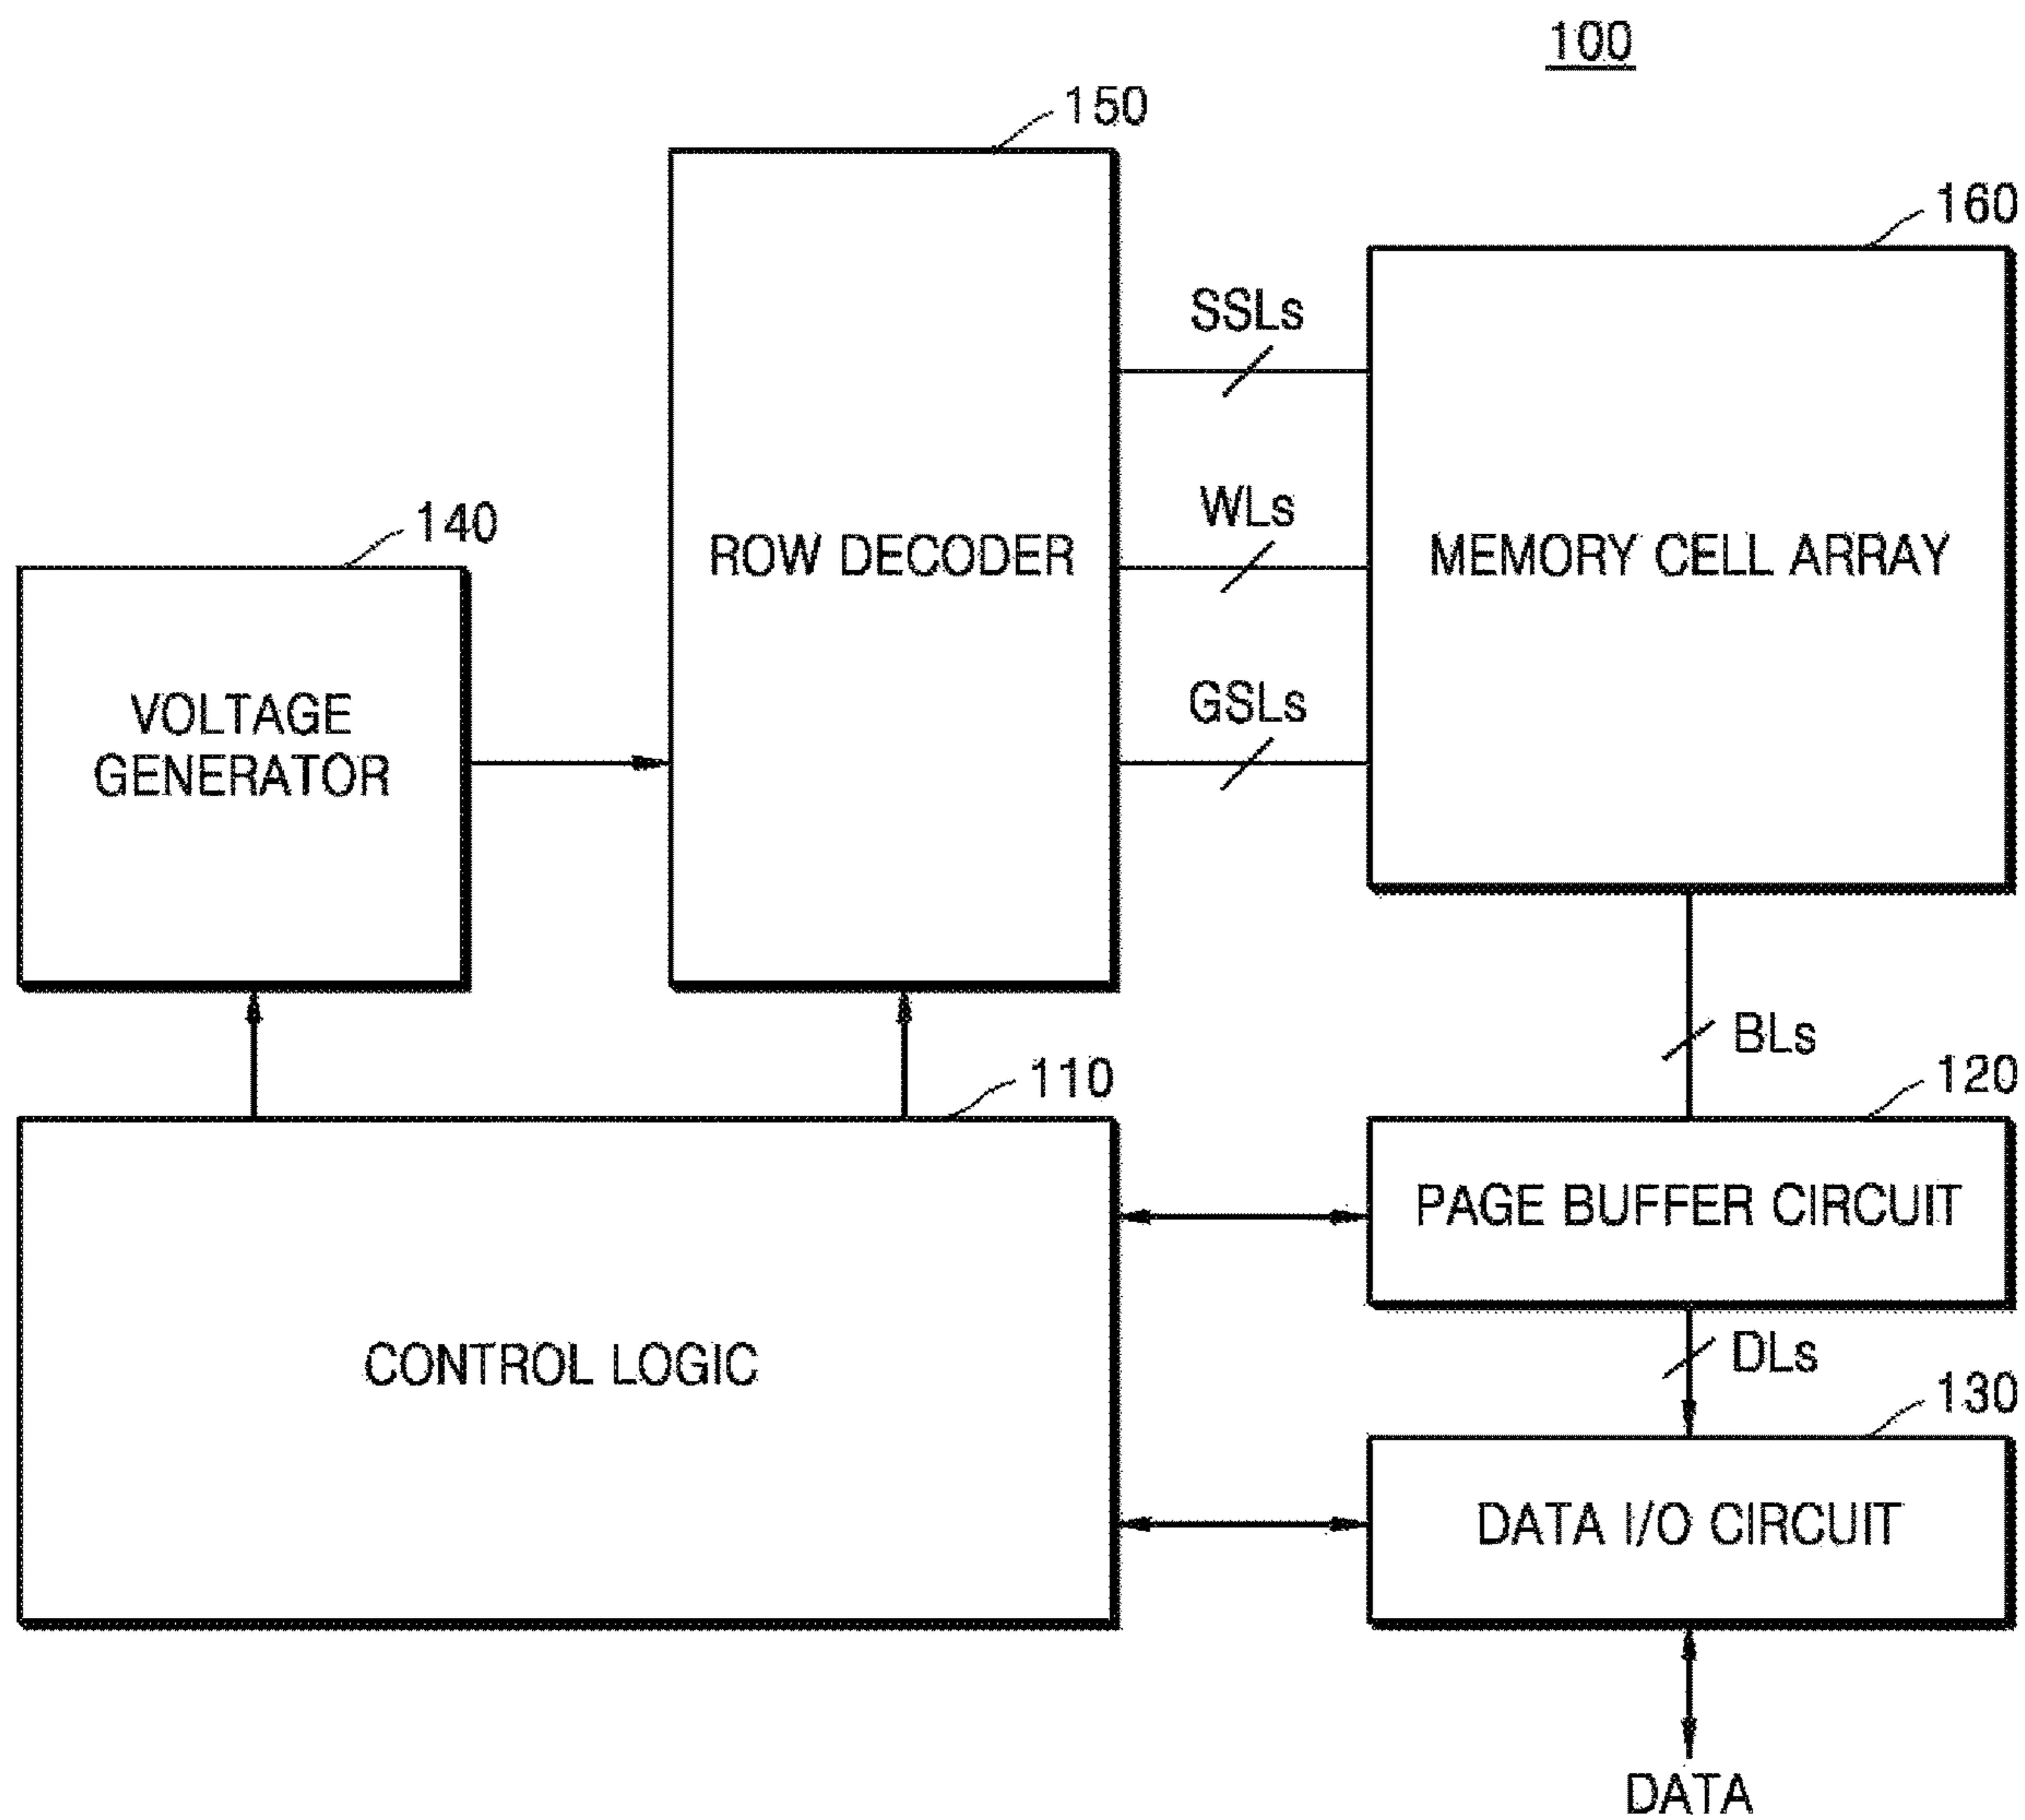 100
150
160
SSLs
140
WLs
ROW DECODER
MEMORY CELL ARRAY
VOLTAGE
GENERATOR
GSLs
BLs
110
120
PAGE BUFFER CIRCUIT
CONTROL LOGIC
DLs
130
DATA I/O CIRCUIT
DATA